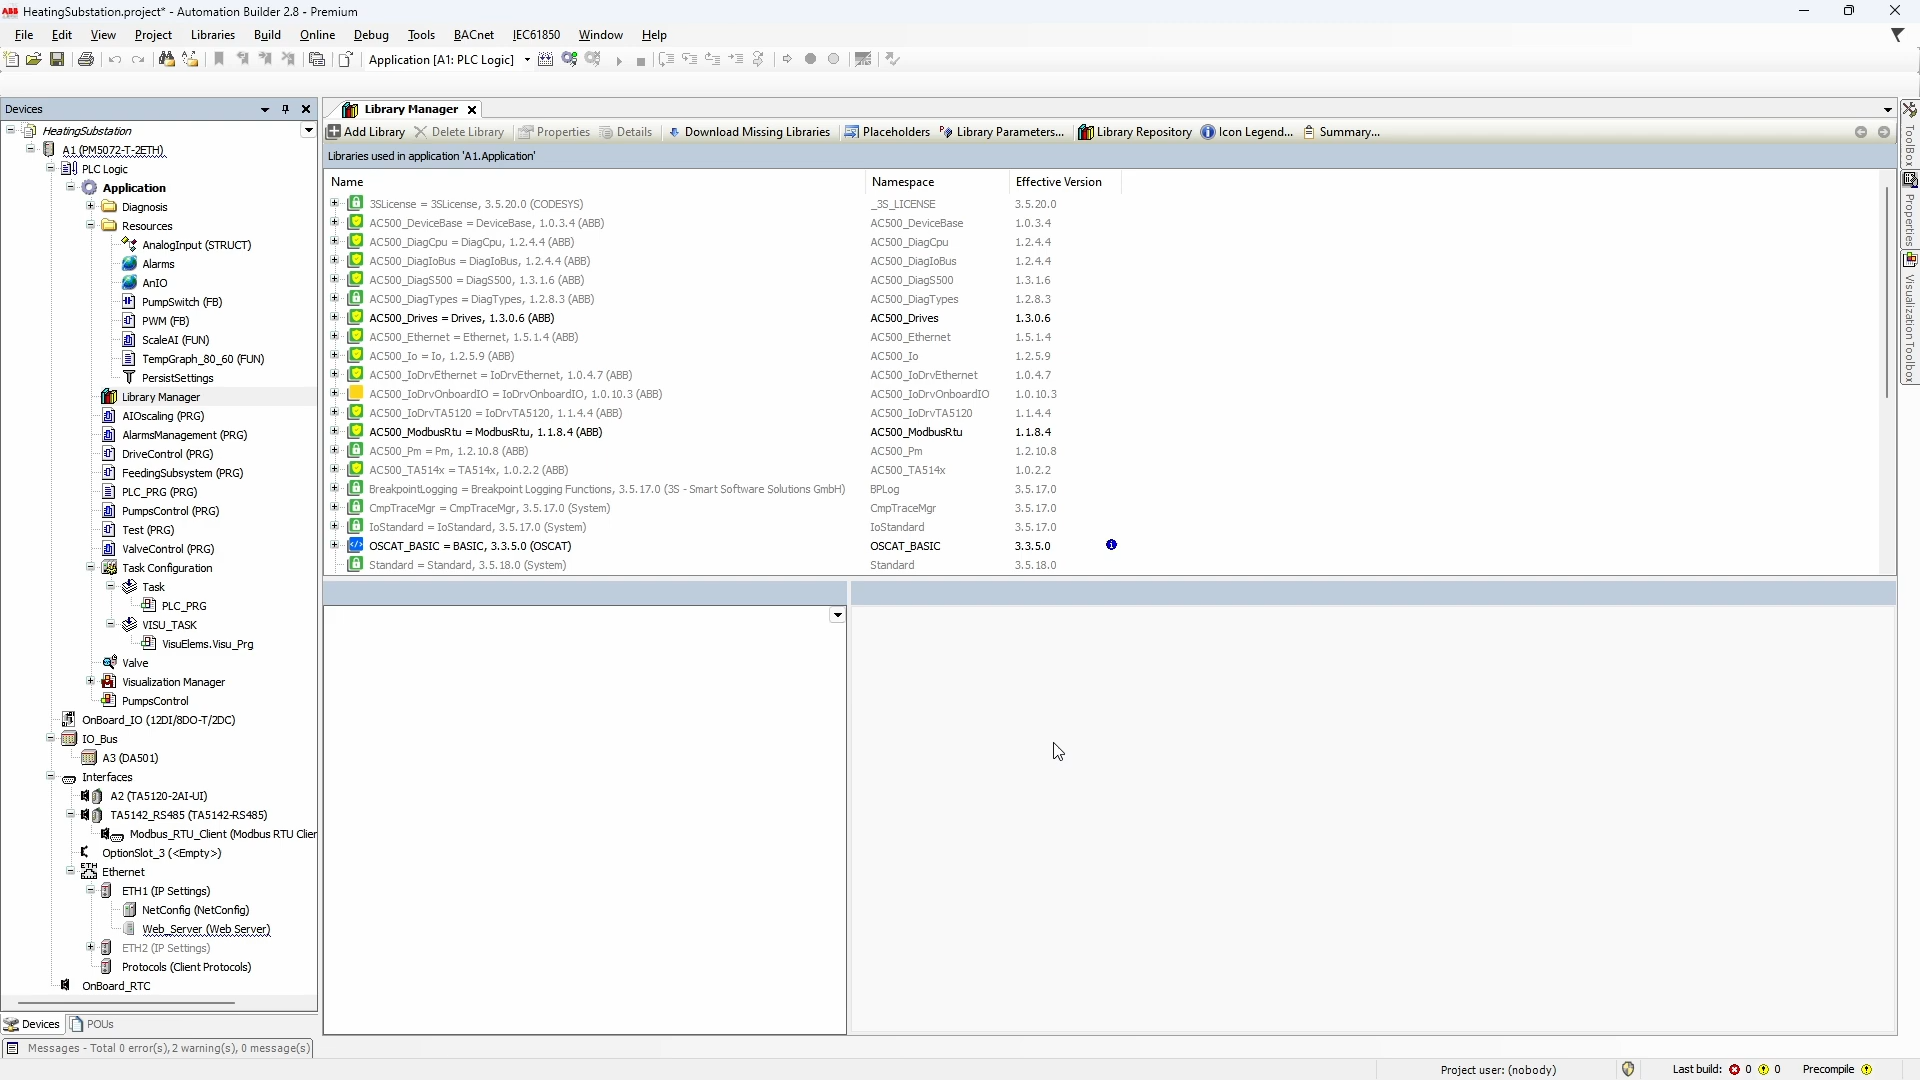 ABB HeatingSubstation.project* - Automation Builder 2.8 - Premium
File Edit View Project Libraries Build Online Debug Tools BACnet IEC61850 Window Help
Application [A1: PLC Logic]
Devices
HeatingSubstation
A1 (PM5072-T-2ETH)
PLC Logic
Application
Diagnosis
Resources
AnalogInput (STRUCT)
Alarms
AnIO
PumpSwitch (FB)
PWM (FB)
ScaleAI (FUN)
TempGraph_80_60 (FUN)
PersistSettings
Library Manager
AIOscaling (PRG)
AlarmsManagement (PRG)
DriveControl (PRG)
FeedingSubsystem (PRG)
PLC_PRG (PRG)
PumpsControl (PRG)
Test (PRG)
ValveControl (PRG)
Task Configuration
Task
PLC_PRG
VISU_TASK
VisuElems.Visu_Prg
Valve
Visualization Manager
PumpsControl
OnBoard_IO (12DI/8DO-T/2DC)
IO_Bus
A3 (DA501)
Interfaces
A2 (TA5120-2AI-UI)
TA5142_RS485 (TA5142-RS485)
Modbus_RTU_Client (Modbus RTU Clier
OptionSlot_3 (<Empty>)
Ethernet
ETH1 (IP Settings)
NetConfig (NetConfig)
Web_Server (Web Server)
ETH2 (IP Settings)
Protocols (Client Protocols)
OnBoard_RTC
Devices POUs
Messages - Total 0 error(s), 2 warning(s), 0 message(s)
Library Manager
Add Library Delete Library Properties Details Download Missing Libraries Placeholders Library Parameters... Library Repository Icon Legend... Summary...
Libraries used in application 'A1.Application'
Name Namespace Effective Version
3SLicense = 3SLicense, 3.5.20.0 (CODESYS) _3S_LICENSE 3.5.20.0
AC500_DeviceBase = DeviceBase, 1.0.3.4 (ABB) AC500_DeviceBase 1.0.3.4
AC500_DiagCpu = DiagCpu, 1.2.4.4 (ABB) AC500_DiagCpu 1.2.4.4
AC500_DiagIoBus = DiagIoBus, 1.2.4.4 (ABB) AC500_DiagIoBus 1.2.4.4
AC500_DiagS500 = DiagS500, 1.3.1.6 (ABB) AC500_DiagS500 1.3.1.6
AC500_DiagTypes = DiagTypes, 1.2.8.3 (ABB) AC500_DiagTypes 1.2.8.3
AC500_Drives = Drives, 1.3.0.6 (ABB) AC500_Drives 1.3.0.6
AC500_Ethernet = Ethernet, 1.5.1.4 (ABB) AC500_Ethernet 1.5.1.4
AC500_Io = Io, 1.2.5.9 (ABB) AC500_Io 1.2.5.9
AC500_IoDrvEthernet = IoDrvEthernet, 1.0.4.7 (ABB) AC500_IoDrvEthernet 1.0.4.7
AC500_IoDrvOnboardIO = IoDrvOnboardIO, 1.0.10.3 (ABB) AC500_IoDrvOnboardIO 1.0.10.3
AC500_IoDrvTA5120 = IoDrvTA5120, 1.1.4.4 (ABB) AC500_IoDrvTA5120 1.1.4.4
AC500_ModbusRtu = ModbusRtu, 1.1.8.4 (ABB) AC500_ModbusRtu 1.1.8.4
AC500_Pm = Pm, 1.2.10.8 (ABB) AC500_Pm 1.2.10.8
AC500_TA514x = TA514x, 1.0.2.2 (ABB) AC500_TA514x 1.0.2.2
BreakpointLogging = Breakpoint Logging Functions, 3.5.17.0 (3S - Smart Software Solutions GmbH) BPLog 3.5.17.0
CmpTraceMgr = CmpTraceMgr, 3.5.17.0 (System) CmpTraceMgr 3.5.17.0
IoStandard = IoStandard, 3.5.17.0 (System) IoStandard 3.5.17.0
OSCAT_BASIC = BASIC, 3.3.5.0 (OSCAT) OSCAT_BASIC 3.3.5.0
Standard = Standard, 3.5.18.0 (System) Standard 3.5.18.0
ToolBox
Properties
Visualization Toolbox
Project user: (nobody) Last build: 0 0 Precompile